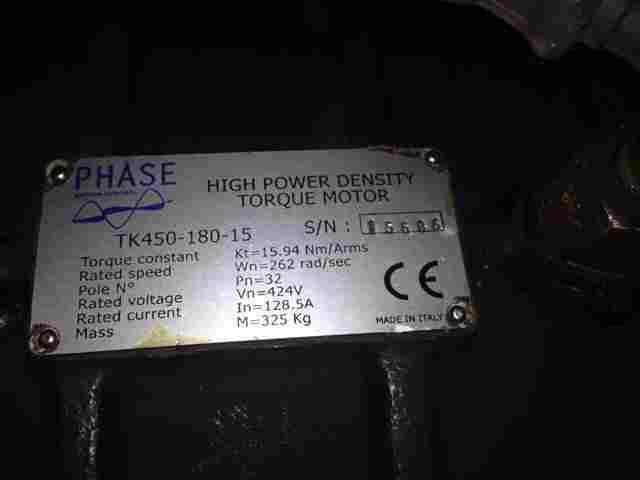 PHASE
HIGH POWER DENSITY
TORQUE MOTOR
TK450-180-15
S/N : 05606
Torque constant Kt=15.94 Nm/Arms
Rated speed Wn=262 rad/sec
Pole N° Pn=32
Rated voltage Vn=424V
Rated current In=128.5A
Mass M=325 Kg
CE
MADE IN ITALY